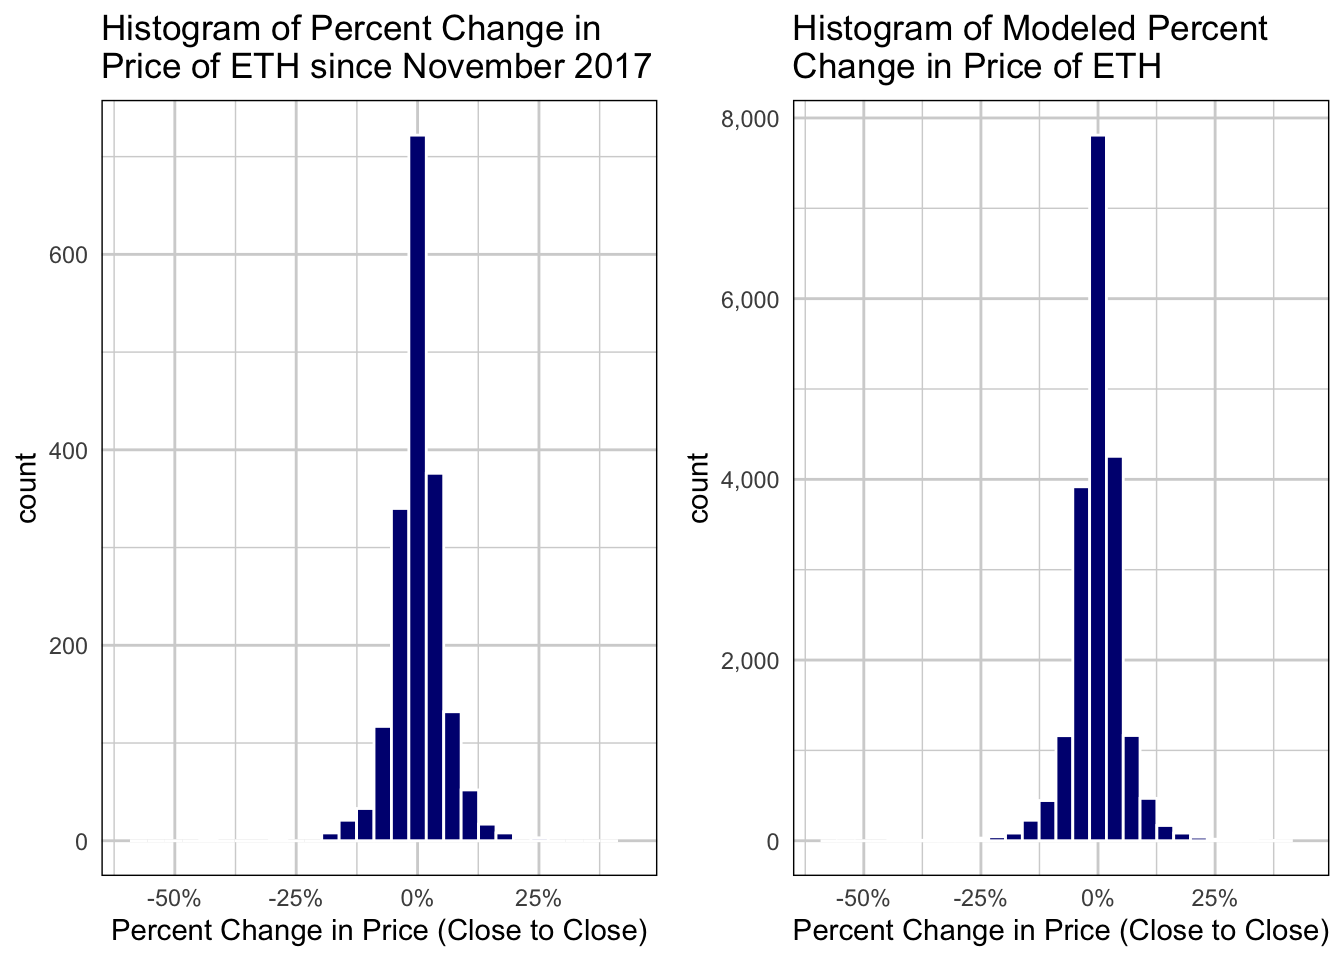 Histogram of Percent Change in
Price of ETH since November 2017
count
600
400
200
0
-50% -25% 0% 25%
Percent Change in Price (Close to Close)
Histogram of Modeled Percent
Change in Price of ETH
count
8,000
6,000
4,000
2,000
0
-50% -25% 0% 25%
Percent Change in Price (Close to Close)